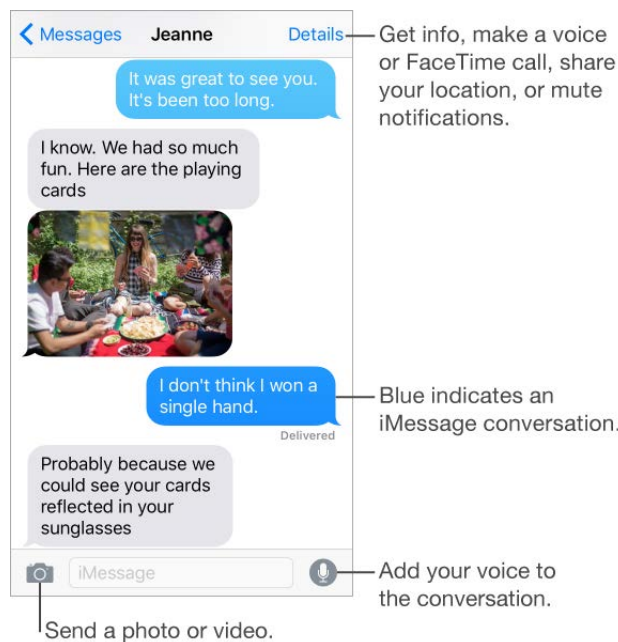 Messages Jeanne Details
Get info, make a voice
or FaceTime call, share
your location, or mute
notifications.
It was great to see you.
It's been too long.
I know. We had so much
fun. Here are the playing
cards
I don't think I won a
single hand.
Delivered
Blue indicates an
iMessage conversation.
Probably because we
could see your cards
reflected in your
sunglasses
iMessage
Add your voice to
the conversation.
Send a photo or video.